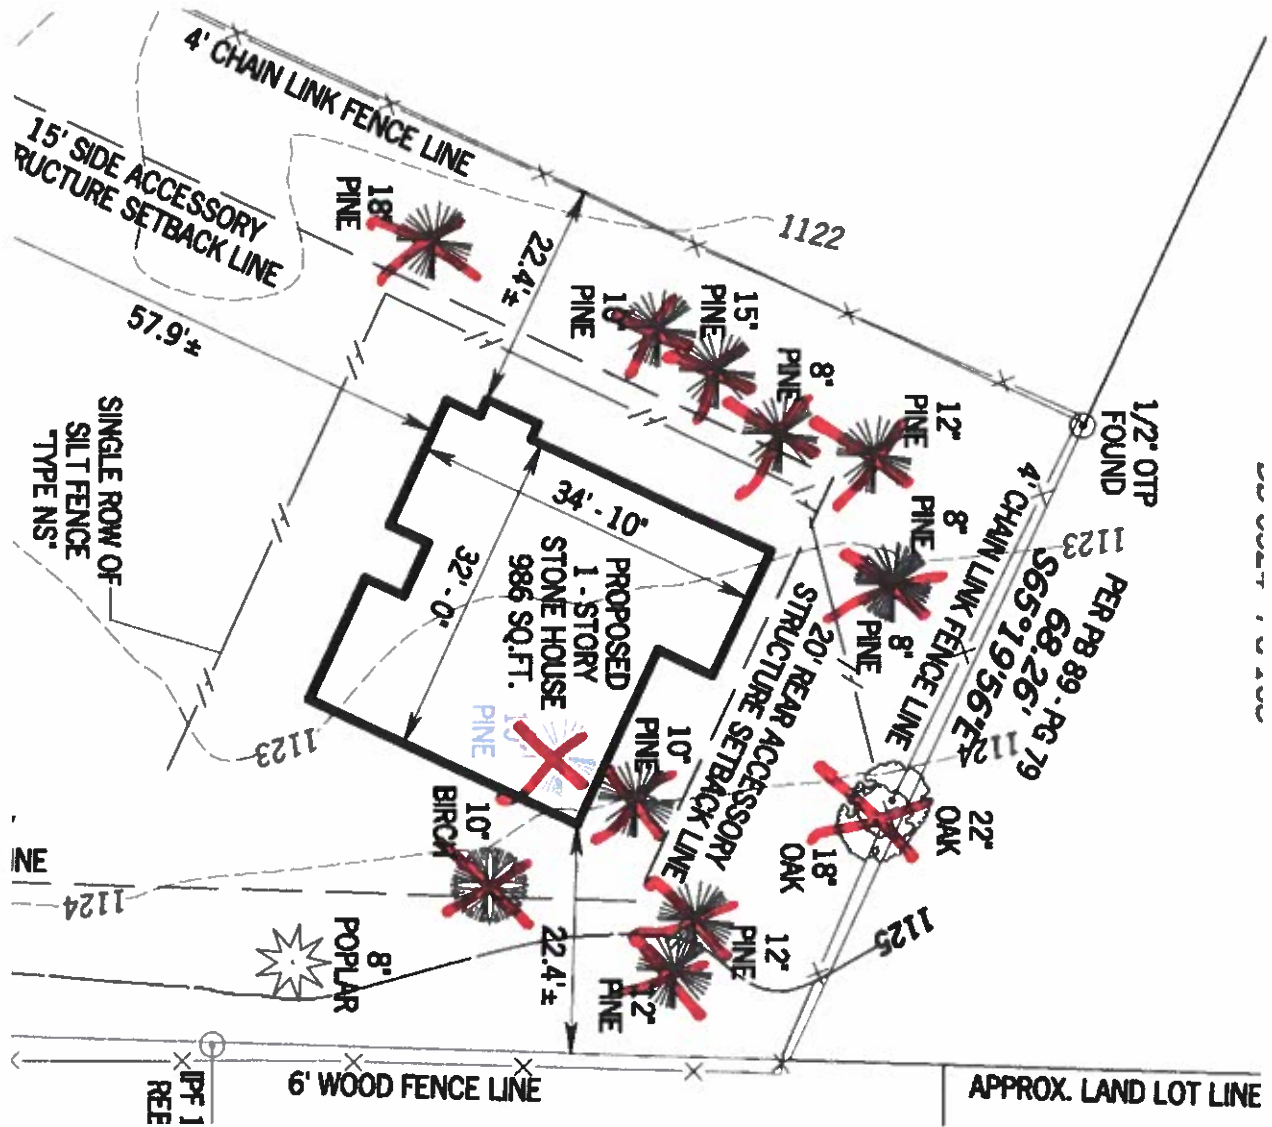 4' CHAIN LINK FENCE LINE
15' SIDE ACCESSORY
RUCTURE SETBACK LINE
57.9'±
18"
PINE
22.4'±
1122
PINE
15"
PINE
8"
PINE
12"
PINE
1/2" OTP
FOUND
8"
PINE
8"
PINE
4' CHAIN LINK FENCE LINE
1123
PER PB 89 - PG 79
68.26'
S65°19'56"E
1124
SINGLE ROW OF
SILT FENCE
"TYPE NS"
34' - 10"
32' - 0"
PROPOSED
1 - STORY
STONE HOUSE
986 SQ.FT.
20' REAR ACCESSORY
STRUCTURE SETBACK LINE
PINE
10"
PINE
1123
10"
BIRCH
22"
OAK
18"
OAK
INE
1124
8"
POPLAR
22.4'±
12"
PINE
12"
PINE
1125
6' WOOD FENCE LINE
IPF 1
APPROX. LAND LOT LINE